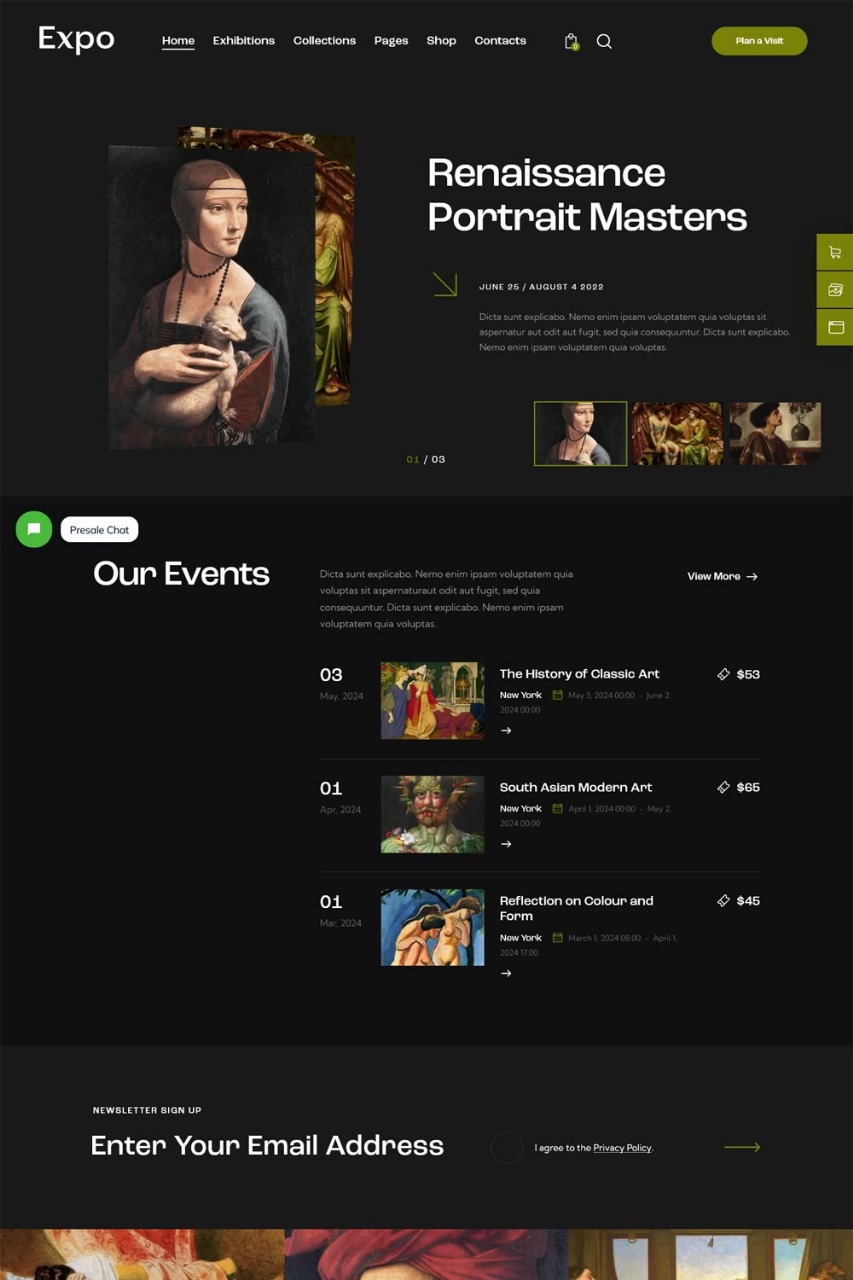 Expo
Home Exhibitions Collections Pages Shop Contacts
0
Plan a Visit
Renaissance
Portrait Masters
JUNE 25 / AUGUST 4 2022
Dicta sunt explicabo. Nemo enim ipsam voluptatem quia voluptas sit
aspernatur aut odit aut fugit, sed quia consequuntur. Dicta sunt explicabo.
Nemo enim ipsam voluptatem quia voluptas.
01 / 03
Presale Chat
Our Events
Dicta sunt explicabo. Nemo enim ipsam voluptatem quia
voluptas sit aspernaturaut odit aut fugit, sed quia
consequuntur. Dicta sunt explicabo. Nemo enim ipsam
voluptatem quia voluptas.
View More
03
May, 2024
The History of Classic Art
New York May 3, 2024 00:00 - June 2,
2024 00:00
$53
01
Apr, 2024
South Asian Modern Art
New York April 1, 2024 00:00 - May 2,
2024 00:00
$65
01
Mar, 2024
Reflection on Colour and
Form
New York March 1, 2024 08:00 - April 1,
2024 17:00
$45
NEWSLETTER SIGN UP
Enter Your Email Address
I agree to the Privacy Policy.